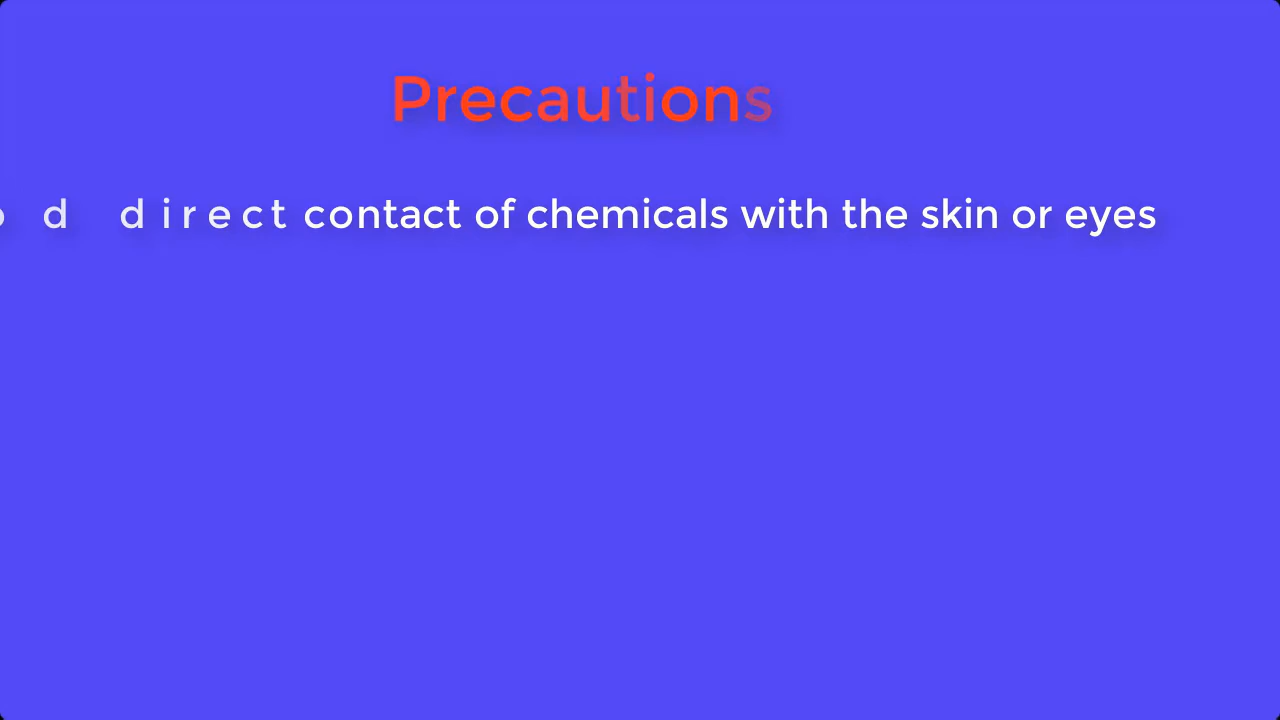 Precautions
direct contact of chemicals with the skin or eyes